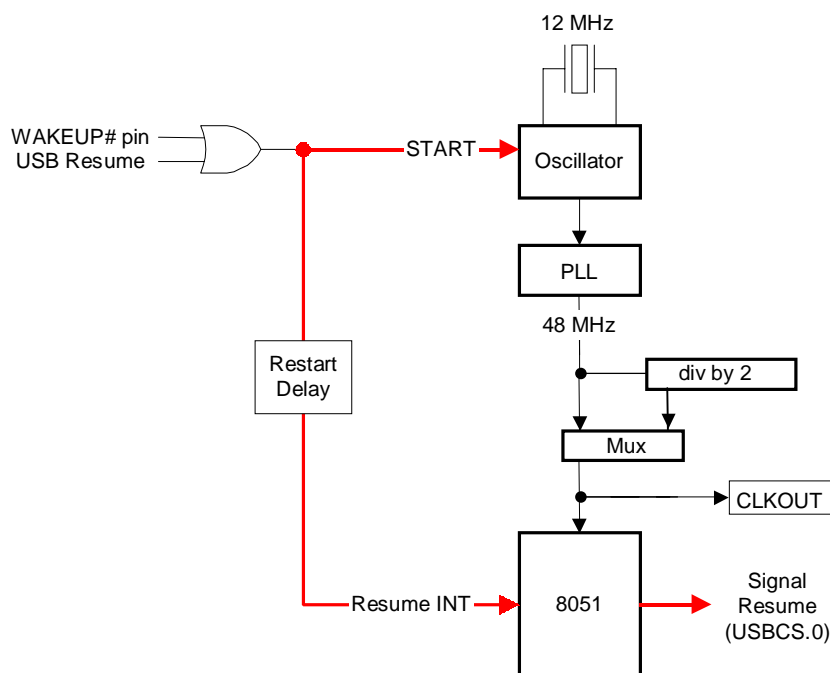 12 MHz
WAKEUP# pin
USB Resume
START
Oscillator
PLL
48 MHz
Restart
Delay
div by 2
Mux
CLKOUT
Resume INT
8051
Signal
Resume
(USBCS.0)